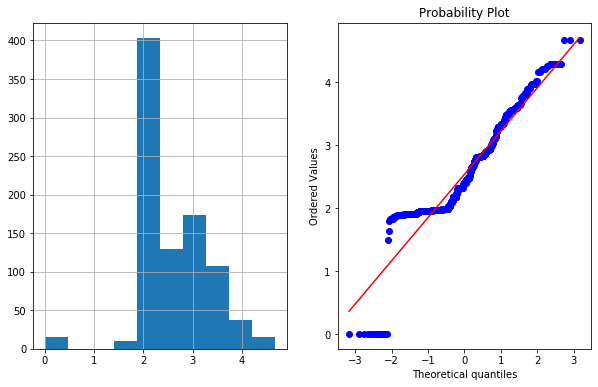 Probability Plot
400
350
300
250
200
150
100
50
0
0 1 2 3 4
Ordered Values
4
3
2
1
0
−3 −2 −1 0 1 2 3
Theoretical quantiles